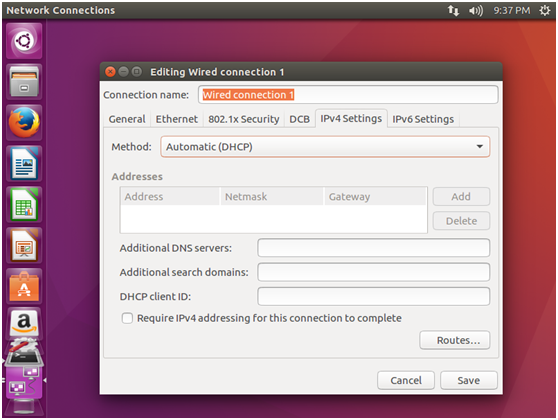 Network Connections
9:37 PM
Editing Wired connection 1
Connection name: Wired connection 1
General Ethernet 802.1x Security DCB IPv4 Settings IPv6 Settings
Method: Automatic (DHCP)
Addresses
Address Netmask Gateway Add
Delete
Additional DNS servers:
Additional search domains:
DHCP client ID:
Require IPv4 addressing for this connection to complete
Routes...
Cancel Save
a